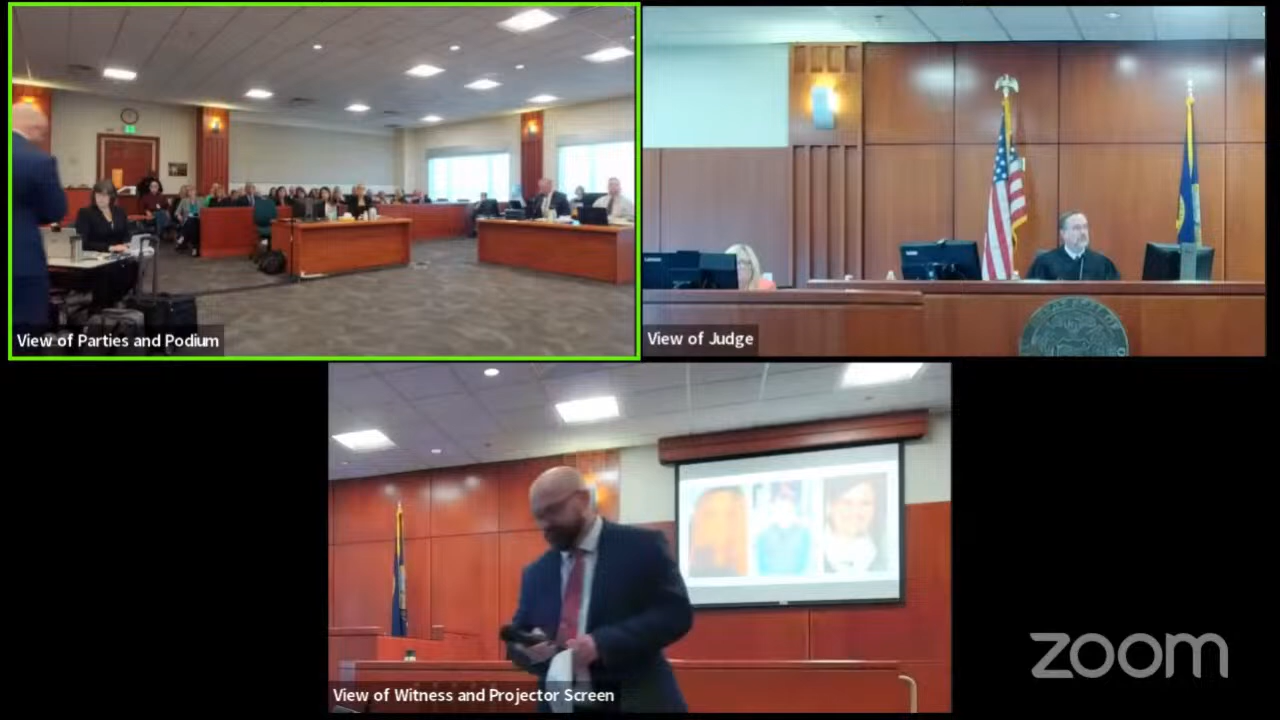 View of Parties and Podium
View of Judge
View of Witness and Projector Screen
zoom